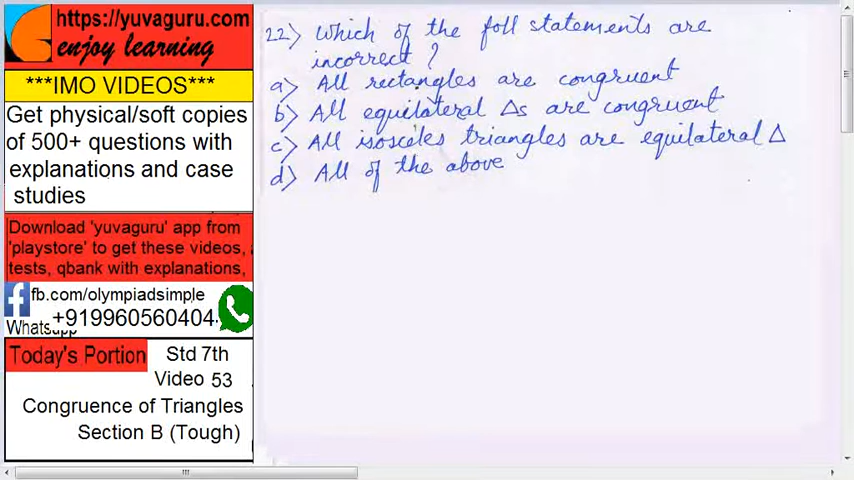 https://yuvaguru.com
enjoy learning
***IMO VIDEOS***
Get physical/soft copies
of 500+ questions with
explanations and case
studies
Download 'yuvaguru' app from
'playstore' to get these videos,
tests, qbank with explanations,
fb.com/olympiadsimple
+919960560404
Whatsapp
Today's Portion
Std 7th
Video 53
Congruence of Triangles
Section B (Tough)
22) Which of the foll statements are
incorrect ?
a) All rectangles are congruent
b) All equilateral Δs are congruent
c) All isosceles triangles are equilateral Δ
d) All of the above